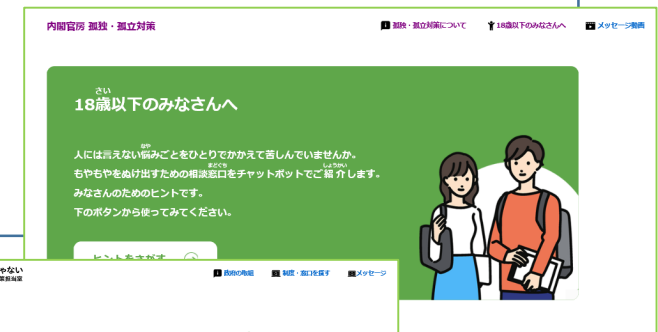 内閣官房 孤独・孤立対策
孤独・孤立対策について
18歳以下のみなさんへ
メッセージ動画
さい
18歳以下のみなさんへ
なや
人には言えない悩みごとをひとりでかかえて苦しんでいませんか。
まどぐち しょうかい
もやもやをぬけ出すための相談窓口をチャットボットでご紹介します。
みなさんのためのヒントです。
下のボタンから使ってみてください。
ヒントをさがす
ゃない
策担当室
政府の取組
制度・窓口を探す
メッセージ